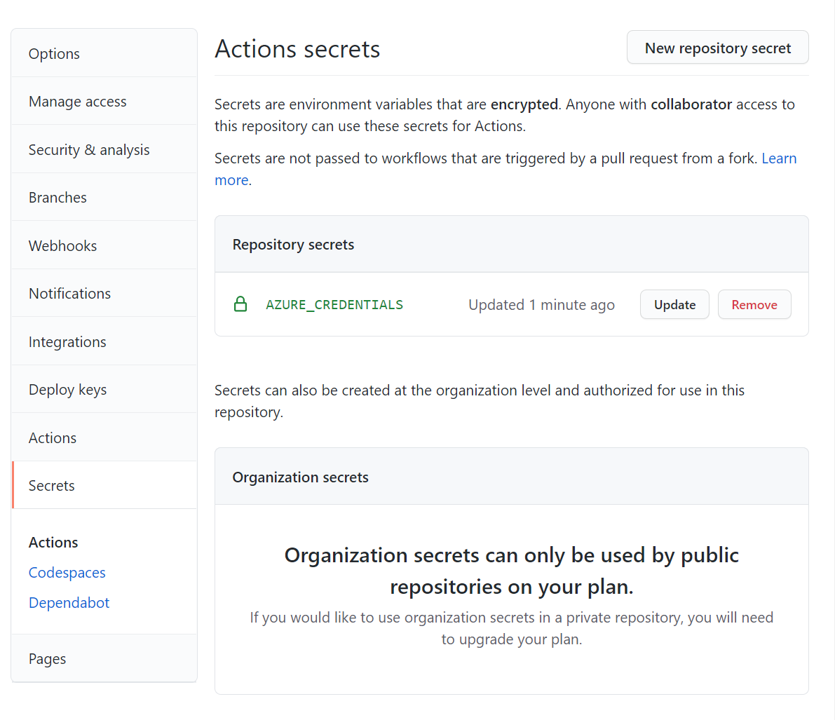 Options
Manage access
Security & analysis
Branches
Webhooks
Notifications
Integrations
Deploy keys
Actions
Secrets
Actions
Codespaces
Dependabot
Pages
Actions secrets
New repository secret
Secrets are environment variables that are encrypted. Anyone with collaborator access to
this repository can use these secrets for Actions.
Secrets are not passed to workflows that are triggered by a pull request from a fork. Learn
more.
Repository secrets
AZURE_CREDENTIALS Updated 1 minute ago Update Remove
Secrets can also be created at the organization level and authorized for use in this
repository.
Organization secrets
Organization secrets can only be used by public
repositories on your plan.
If you would like to use organization secrets in a private repository, you will need
to upgrade your plan.